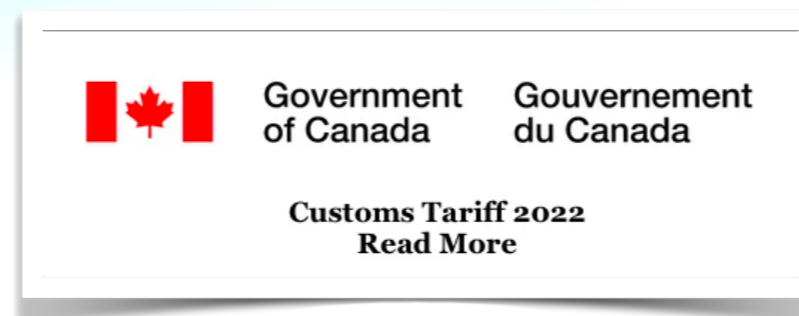 Government Gouvernement
of Canada du Canada
Customs Tariff 2022
Read More